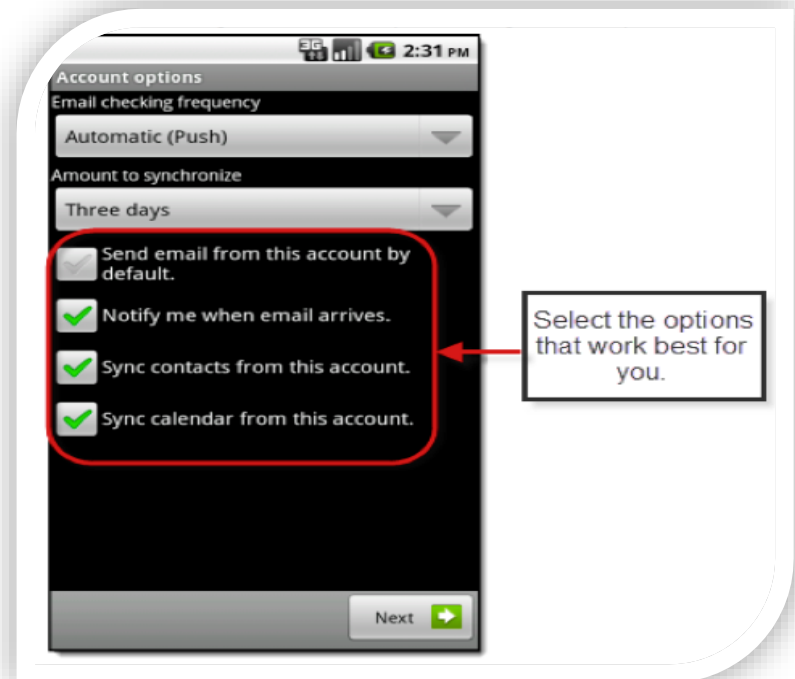 3G
2:31 PM
Account options
Email checking frequency
Automatic (Push)
Amount to synchronize
Three days
Send email from this account by
default.
Notify me when email arrives.
Sync contacts from this account.
Sync calendar from this account.
Select the options
that work best for
you.
Next